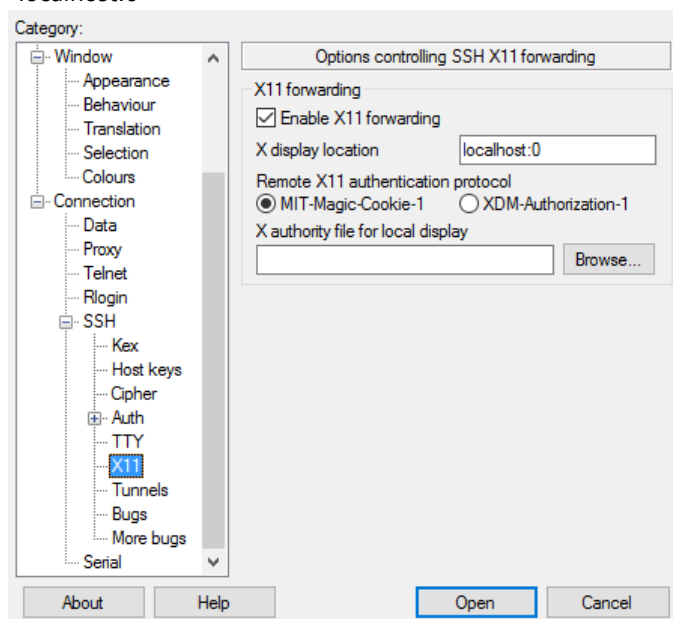 Category:
Window
Appearance
Behaviour
Translation
Selection
Colours
Connection
Data
Proxy
Telnet
Rlogin
SSH
Kex
Host keys
Cipher
Auth
TTY
X11
Tunnels
Bugs
More bugs
Serial
Options controlling SSH X11 forwarding
X11 forwarding
Enable X11 forwarding
X display location localhost:0
Remote X11 authentication protocol
MIT-Magic-Cookie-1 XDM-Authorization-1
X authority file for local display
Browse...
About Help Open Cancel